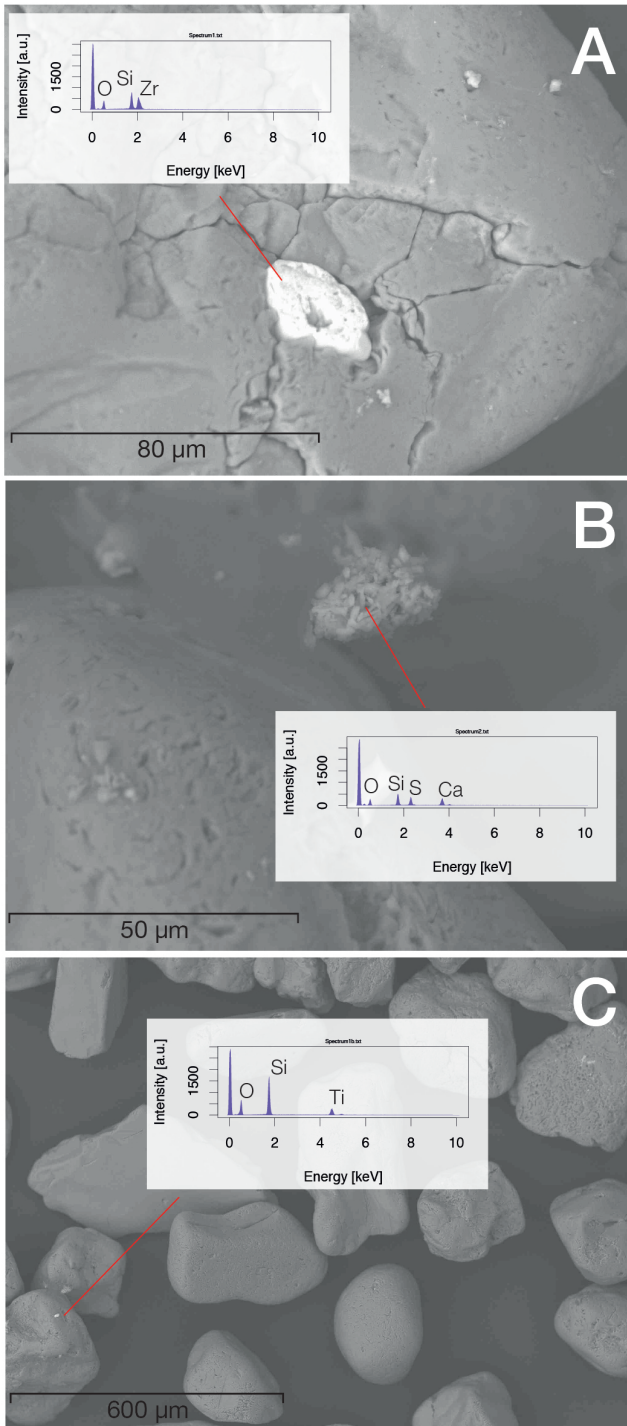 A
Spectrum1.txt
Intensity [a.u.]
0 1500
O Si Zr
0 2 4 6 8 10
Energy [keV]
80 µm
B
Spectrum2.txt
Intensity [a.u.]
0 1500
O Si S Ca
0 2 4 6 8 10
Energy [keV]
50 µm
C
Spectrum1b.txt
Intensity [a.u.]
0 1500
O Si Ti
0 2 4 6 8 10
Energy [keV]
600 µm